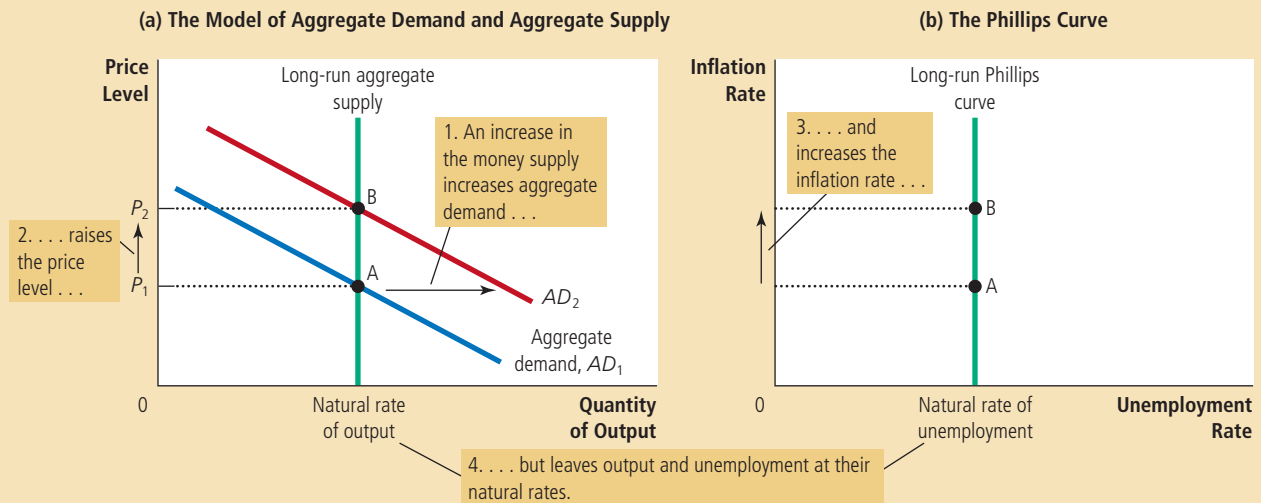 (a) The Model of Aggregate Demand and Aggregate Supply
Price
Level
Long-run aggregate
supply
1. An increase in
the money supply
increases aggregate
demand . . .
B
P2
2. . . . raises
the price
level . . .
A
P1
AD2
Aggregate
demand, AD1
0
Natural rate
of output
Quantity
of Output
(b) The Phillips Curve
Inflation
Rate
Long-run Phillips
curve
3. . . . and
increases the
inflation rate . . .
B
A
0
Natural rate of
unemployment
Unemployment
Rate
4. . . . but leaves output and unemployment at their
natural rates.